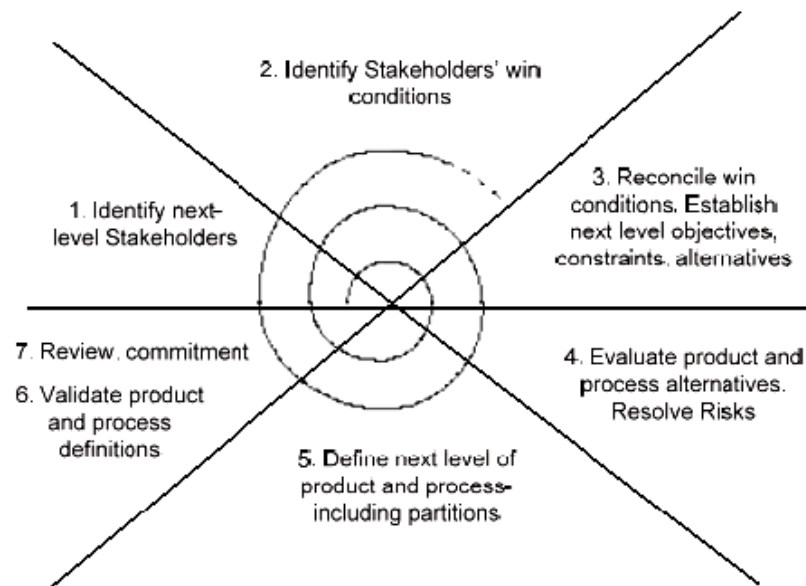 2. Identify Stakeholders' win
conditions
1. Identify next-
level Stakeholders
3. Reconcile win
conditions. Establish
next level objectives,
constraints. alternatives
7. Review. commitment
6. Validate product
and process
definitions
4. Evaluate product and
process alternatives.
Resolve Risks
5. Define next level of
product and process-
including partitions